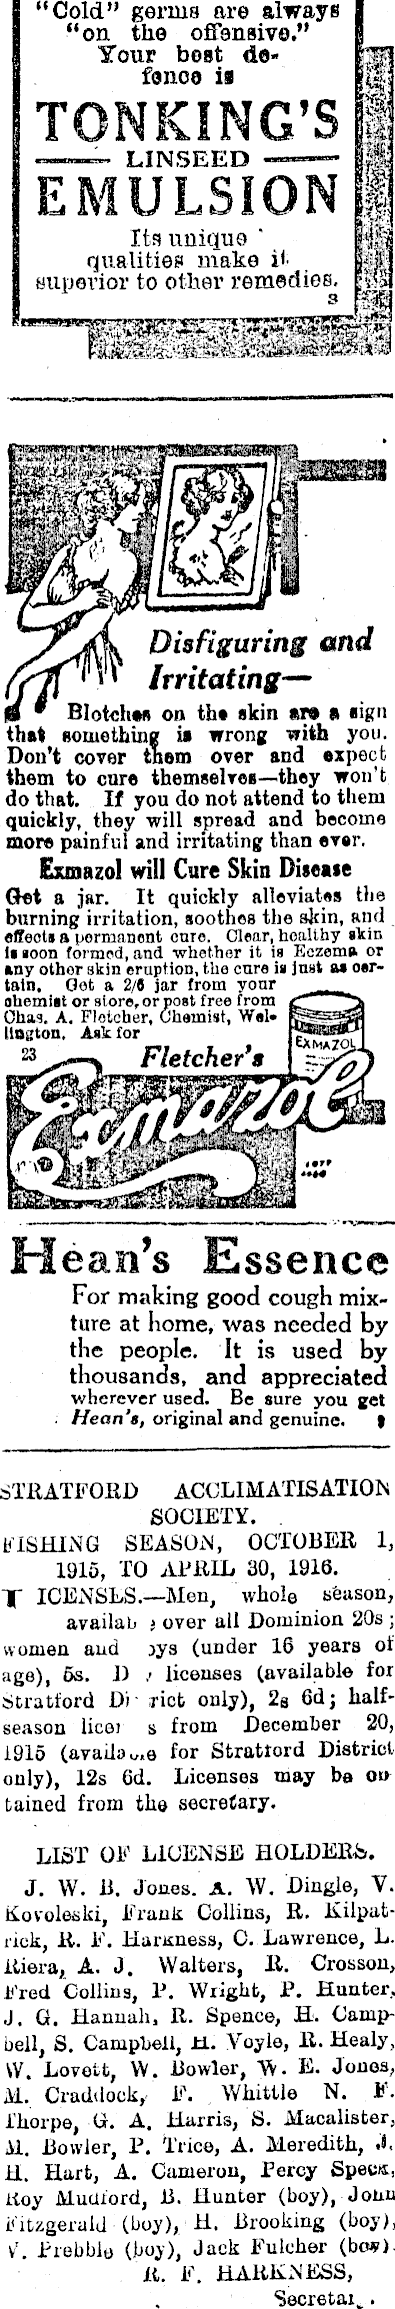 "Cold" germs are always
"on the offensive."
Your best de-
fence is
TONKING'S
LINSEED
EMULSION
Its unique
qualities make it
superior to other remedies.
3
Disfiguring and
Irritating—
Blotches on the skin are a sign
that something is wrong with you.
Don't cover them over and expect
them to cure themselves—they won't
do that. If you do not attend to them
quickly, they will spread and become
more painful and irritating than ever.
Exmazol will Cure Skin Disease
Get a jar. It quickly alleviates the
burning irritation, soothes the skin, and
effects a permanent cure. Clear, healthy skin
is soon formed, and whether it is Eczema or
any other skin eruption, the cure is just as cer-
tain. Get a 2/6 jar from your
chemist or store, or post free from
Chas. A. Fletcher, Chemist, Wel-
lington. Ask for
EXMAZOL
23 Fletcher's
Exmazol
Hean's Essence
For making good cough mix-
ture at home, was needed by
the people. It is used by
thousands, and appreciated
wherever used. Be sure you get
Hean's, original and genuine.
STRATFORD ACCLIMATISATION
SOCIETY.
FISHING SEASON, OCTOBER 1,
1915, TO APRIL 30, 1916.
ICENSES.—Men, whole season,
availab e over all Dominion 20s;
women and oys (under 16 years of
age), 5s. D y licenses (available for
Stratford Di rict only), 2s 6d; half-
season licen s from December 20,
1915 (available for Stratford District
only), 12s 6d. Licenses may be ob
tained from the secretary.
LIST OF LICENSE HOLDERS.
J. W. B. Jones. A. W. Dingle, V.
Kovoleski, Frank Collins, R. Kilpat-
rick, R. F. Harkness, C. Lawrence, L.
Riera, A. J. Walters, R. Crosson,
Fred Collins, P. Wright, P. Hunter,
J. G. Hannah, R. Spence, H. Camp-
bell, S. Campbell, H. Voyle, R. Healy,
W. Lovett, W. Bowler, W. E. Jones,
M. Craddock, F. Whittle N. F.
Thorpe, G. A. Harris, S. Macalister,
M. Bowler, P. Trice, A. Meredith, J.
H. Hart, A. Cameron, Percy Speck,
Roy Mudford, B. Hunter (boy), John
Fitzgerald (boy), H. Brooking (boy),
V. Prebble (boy), Jack Fulcher (boy).
R. F. HARKNESS,
Secretar .